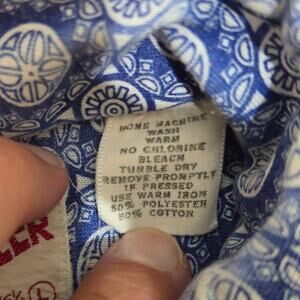 HOME MACHINE
WASH
WARM
NO CHLORINE
BLEACH
TUMBLE DRY
REMOVE PROMPTLY
IF PRESSED
USE WARM IRON
50% POLYESTER
50% COTTON
L